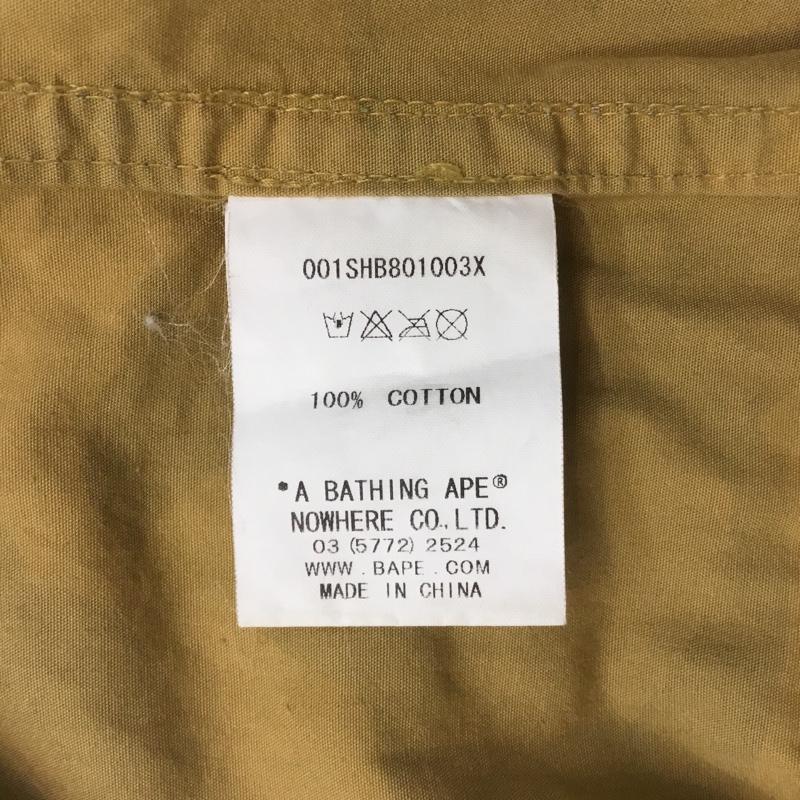 001SHB801003X
100% COTTON
*A BATHING APE®
NOWHERE CO.,LTD.
03 (5772) 2524
WWW.BAPE.COM
MADE IN CHINA